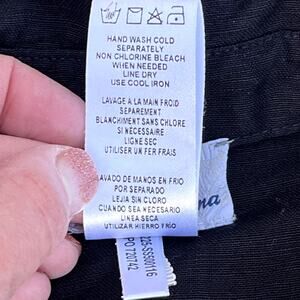 HAND WASH COLD
SEPARATELY
NON CHLORINE BLEACH
WHEN NEEDED
LINE DRY
USE COOL IRON
LAVAGE A LA MAIN FROID
SEPAREMENT
BLANCHIMENT SANS CHLORE
SI NECESSAIRE
LIGNE SEC
UTILISER UN FER FRAIS
AVADO DE MANOS EN FRIO
POR SEPARADO
LEJIA SIN CLORO
CUANDO SEA NECESARIO
LINEA SECA
UTILIZAR HIERRO FRIO
PO 720742
na